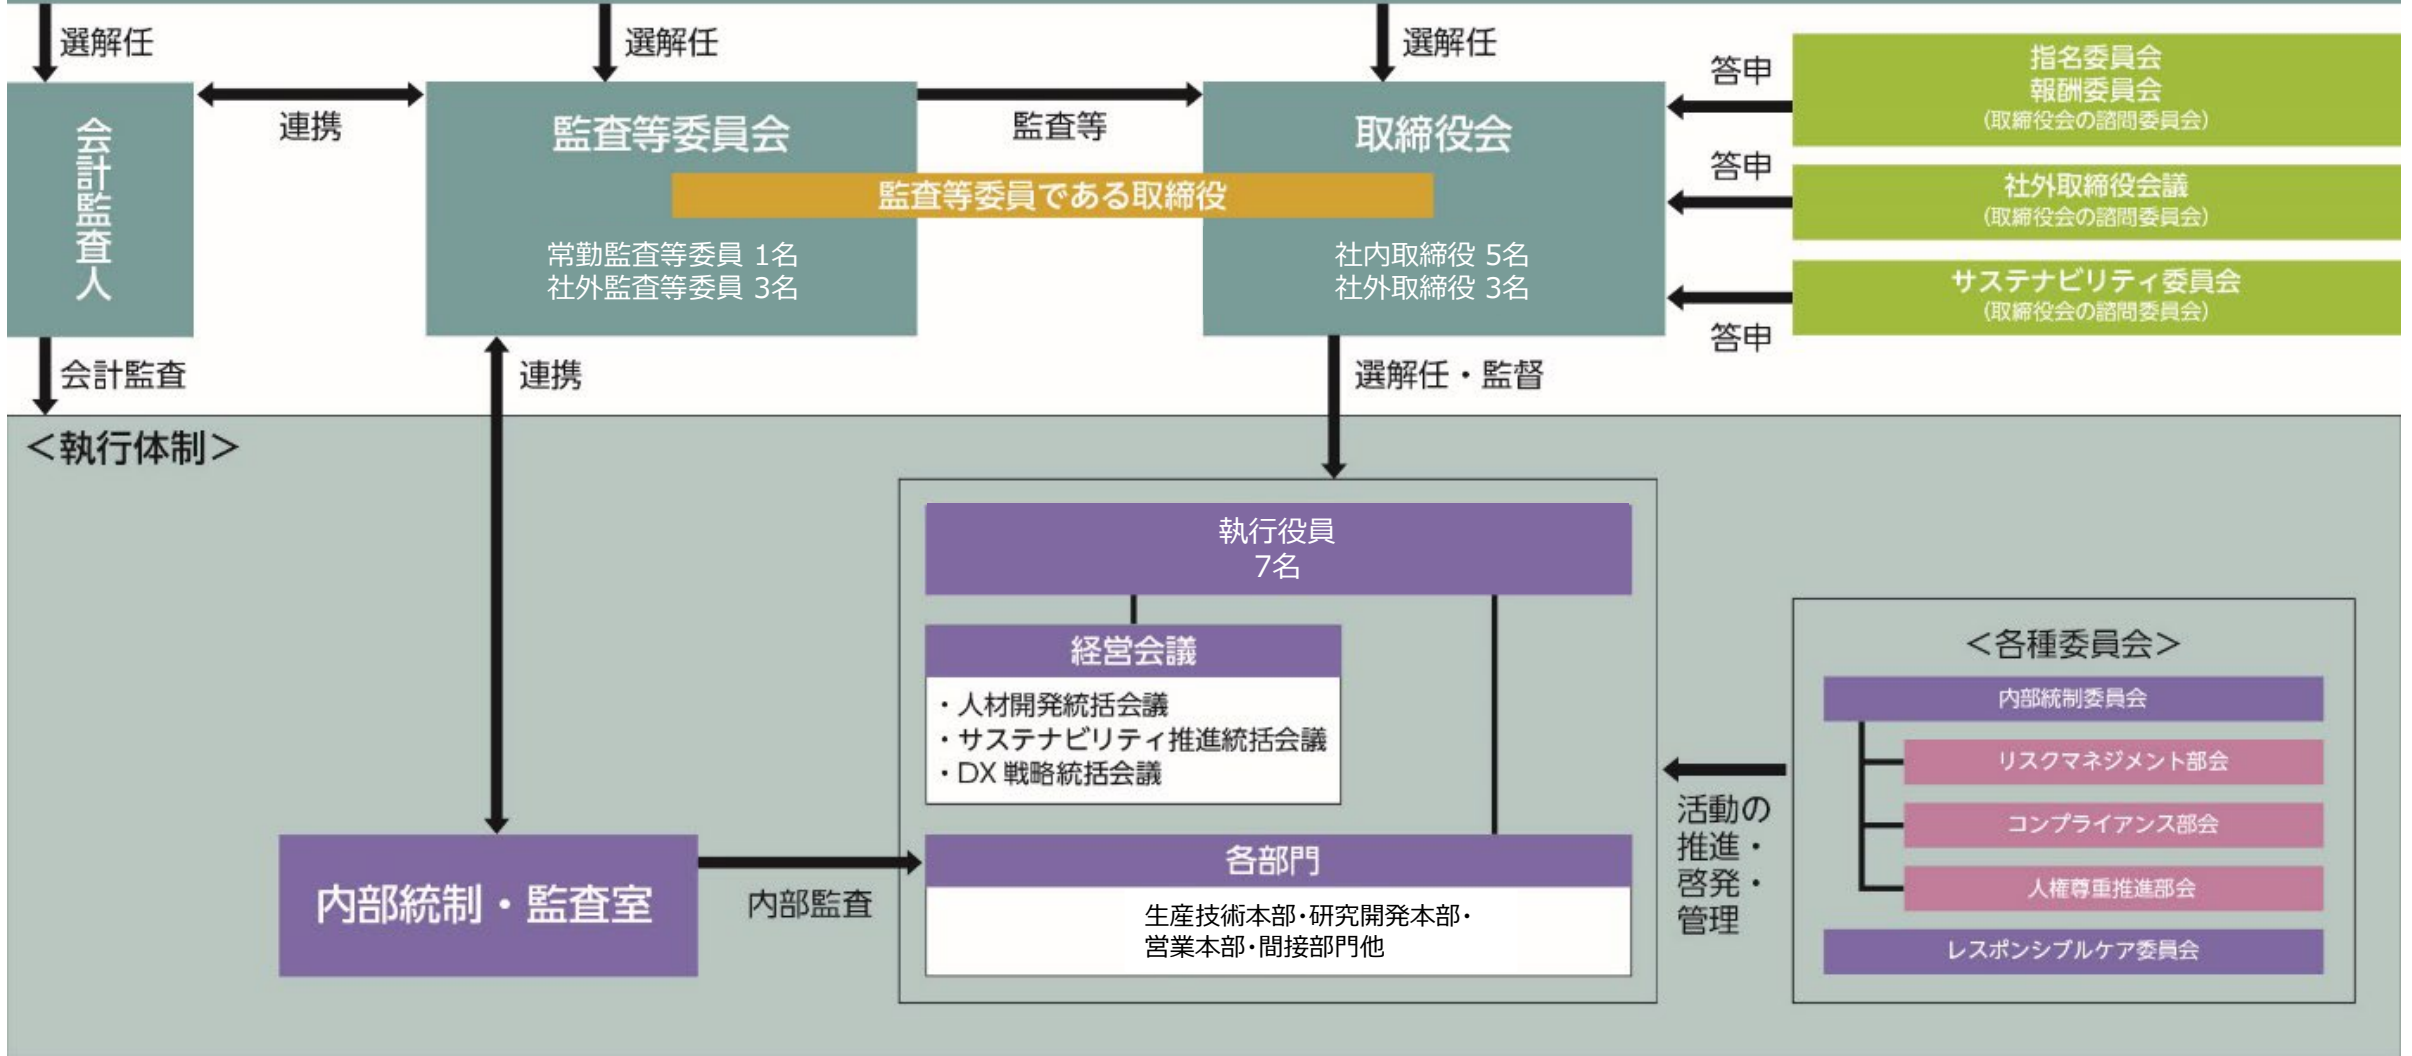 選解任
選解任
選解任
会計監査人
連携
監査等委員会
監査等
取締役会
監査等委員である取締役
常勤監査等委員 1名
社外監査等委員 3名
社内取締役 5名
社外取締役 3名
答申
指名委員会
報酬委員会
(取締役会の諮問委員会)
答申
社外取締役会議
(取締役会の諮問委員会)
サステナビリティ委員会
(取締役会の諮問委員会)
答申
会計監査
連携
選解任・監督
＜執行体制＞
執行役員
7名
経営会議
・人材開発統括会議
・サステナビリティ推進統括会議
・DX 戦略統括会議
内部統制・監査室
内部監査
各部門
生産技術本部・研究開発本部・
営業本部・間接部門他
活動の
推進・
啓発・
管理
＜各種委員会＞
内部統制委員会
リスクマネジメント部会
コンプライアンス部会
人権尊重推進部会
レスポンシブルケア委員会